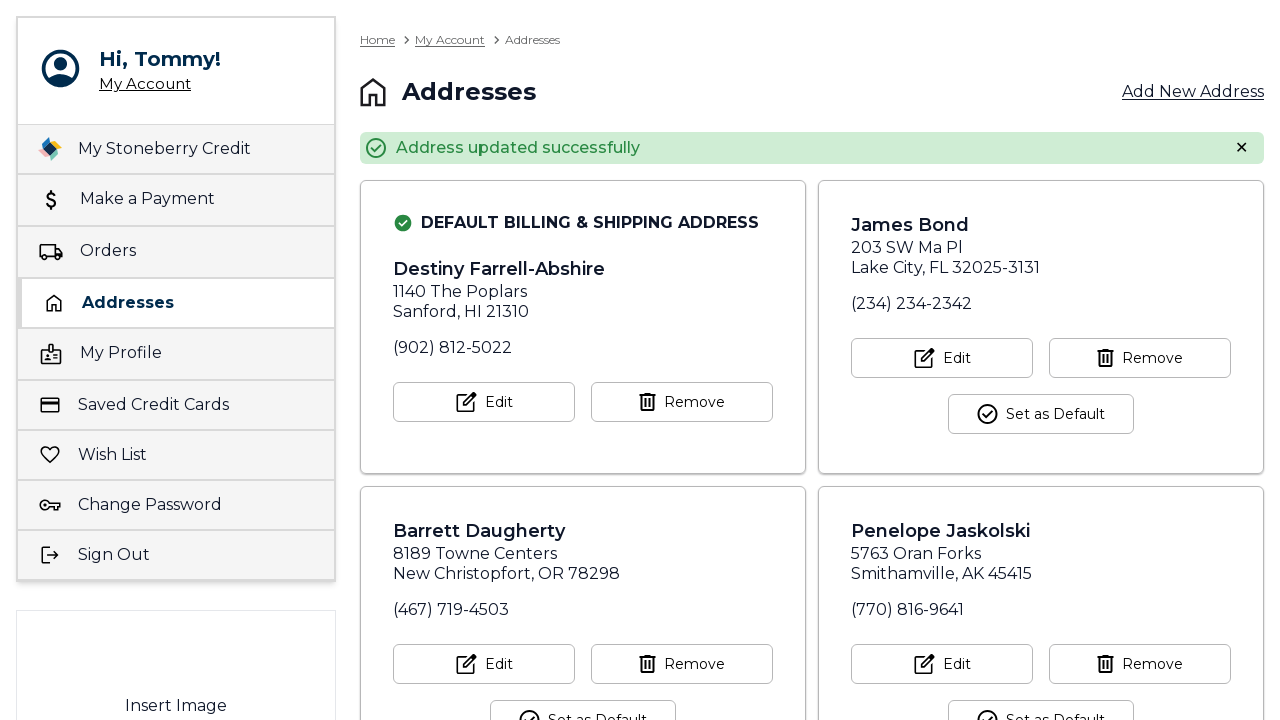 Hi, Tommy!
My Account
My Stoneberry Credit
Make a Payment
Orders
Addresses
My Profile
Saved Credit Cards
Wish List
Change Password
Sign Out
Insert Image
Home > My Account > Addresses
Addresses
Add New Address
Address updated successfully
DEFAULT BILLING & SHIPPING ADDRESS
Destiny Farrell-Abshire
1140 The Poplars
Sanford, HI 21310
(902) 812-5022
Edit
Remove
James Bond
203 SW Ma Pl
Lake City, FL 32025-3131
(234) 234-2342
Edit
Remove
Set as Default
Barrett Daugherty
8189 Towne Centers
New Christopfort, OR 78298
(467) 719-4503
Edit
Remove
Set as Default
Penelope Jaskolski
5763 Oran Forks
Smithamville, AK 45415
(770) 816-9641
Edit
Remove
Set as Default